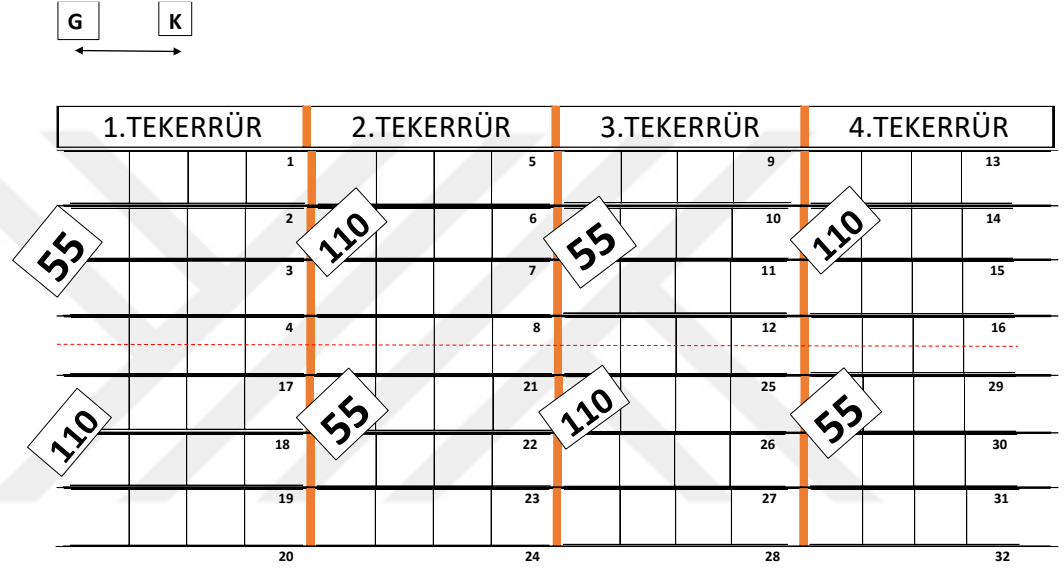 G K
1.TEKERRÜR 2.TEKERRÜR 3.TEKERRÜR 4.TEKERRÜR
1 5 9 13
2 6 10 14
55 110 55 110
3 7 11 15
4 8 12 16
17 21 25 29
110 55 110 55
18 22 26 30
19 23 27 31
20 24 28 32